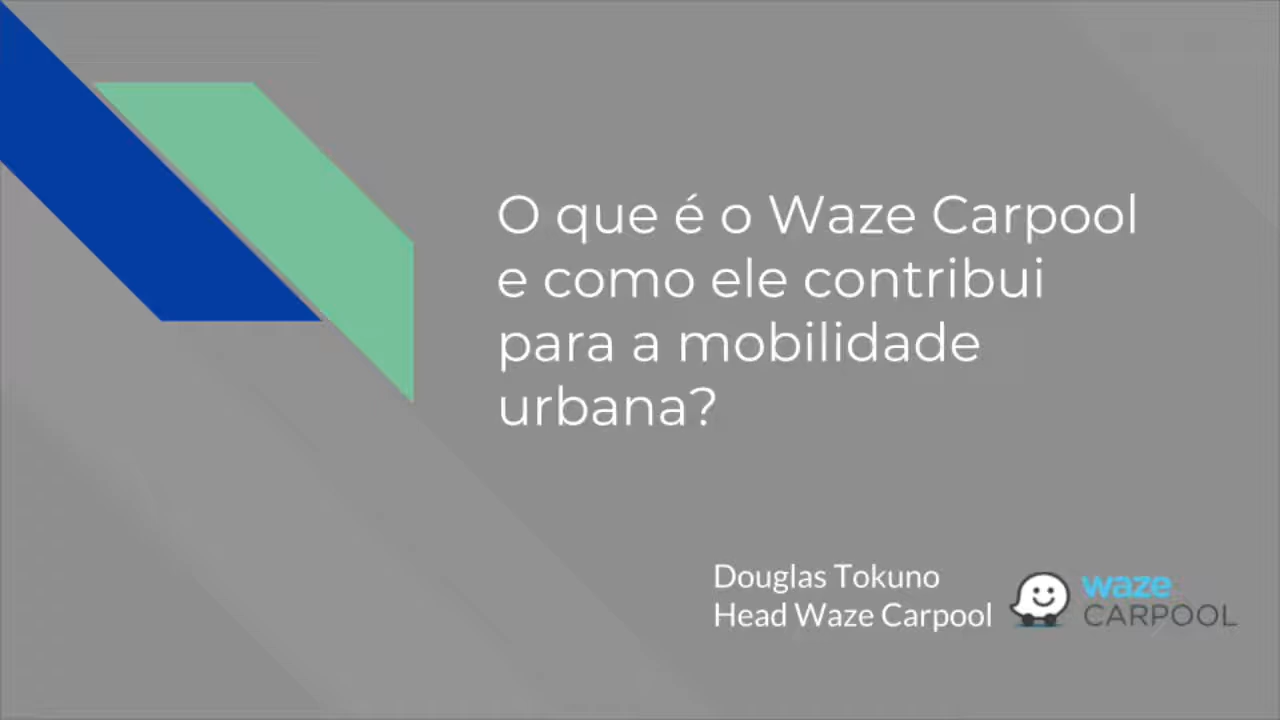 O que é o Waze Carpool
e como ele contribui
para a mobilidade
urbana?
Douglas Tokuno
Head Waze Carpool
waze
CARPOOL